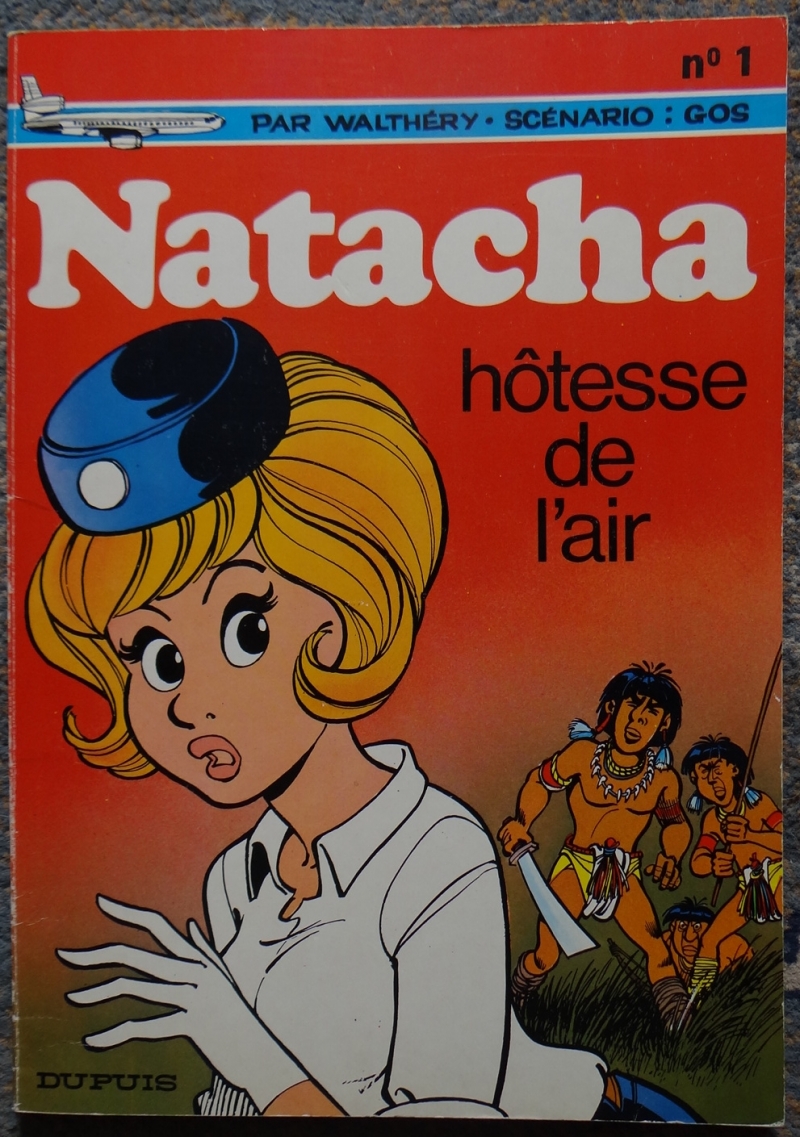 nº 1
PAR WALTHÉRY • SCÉNARIO : GOS
Natacha
hôtesse
de
l'air
DUPUIS